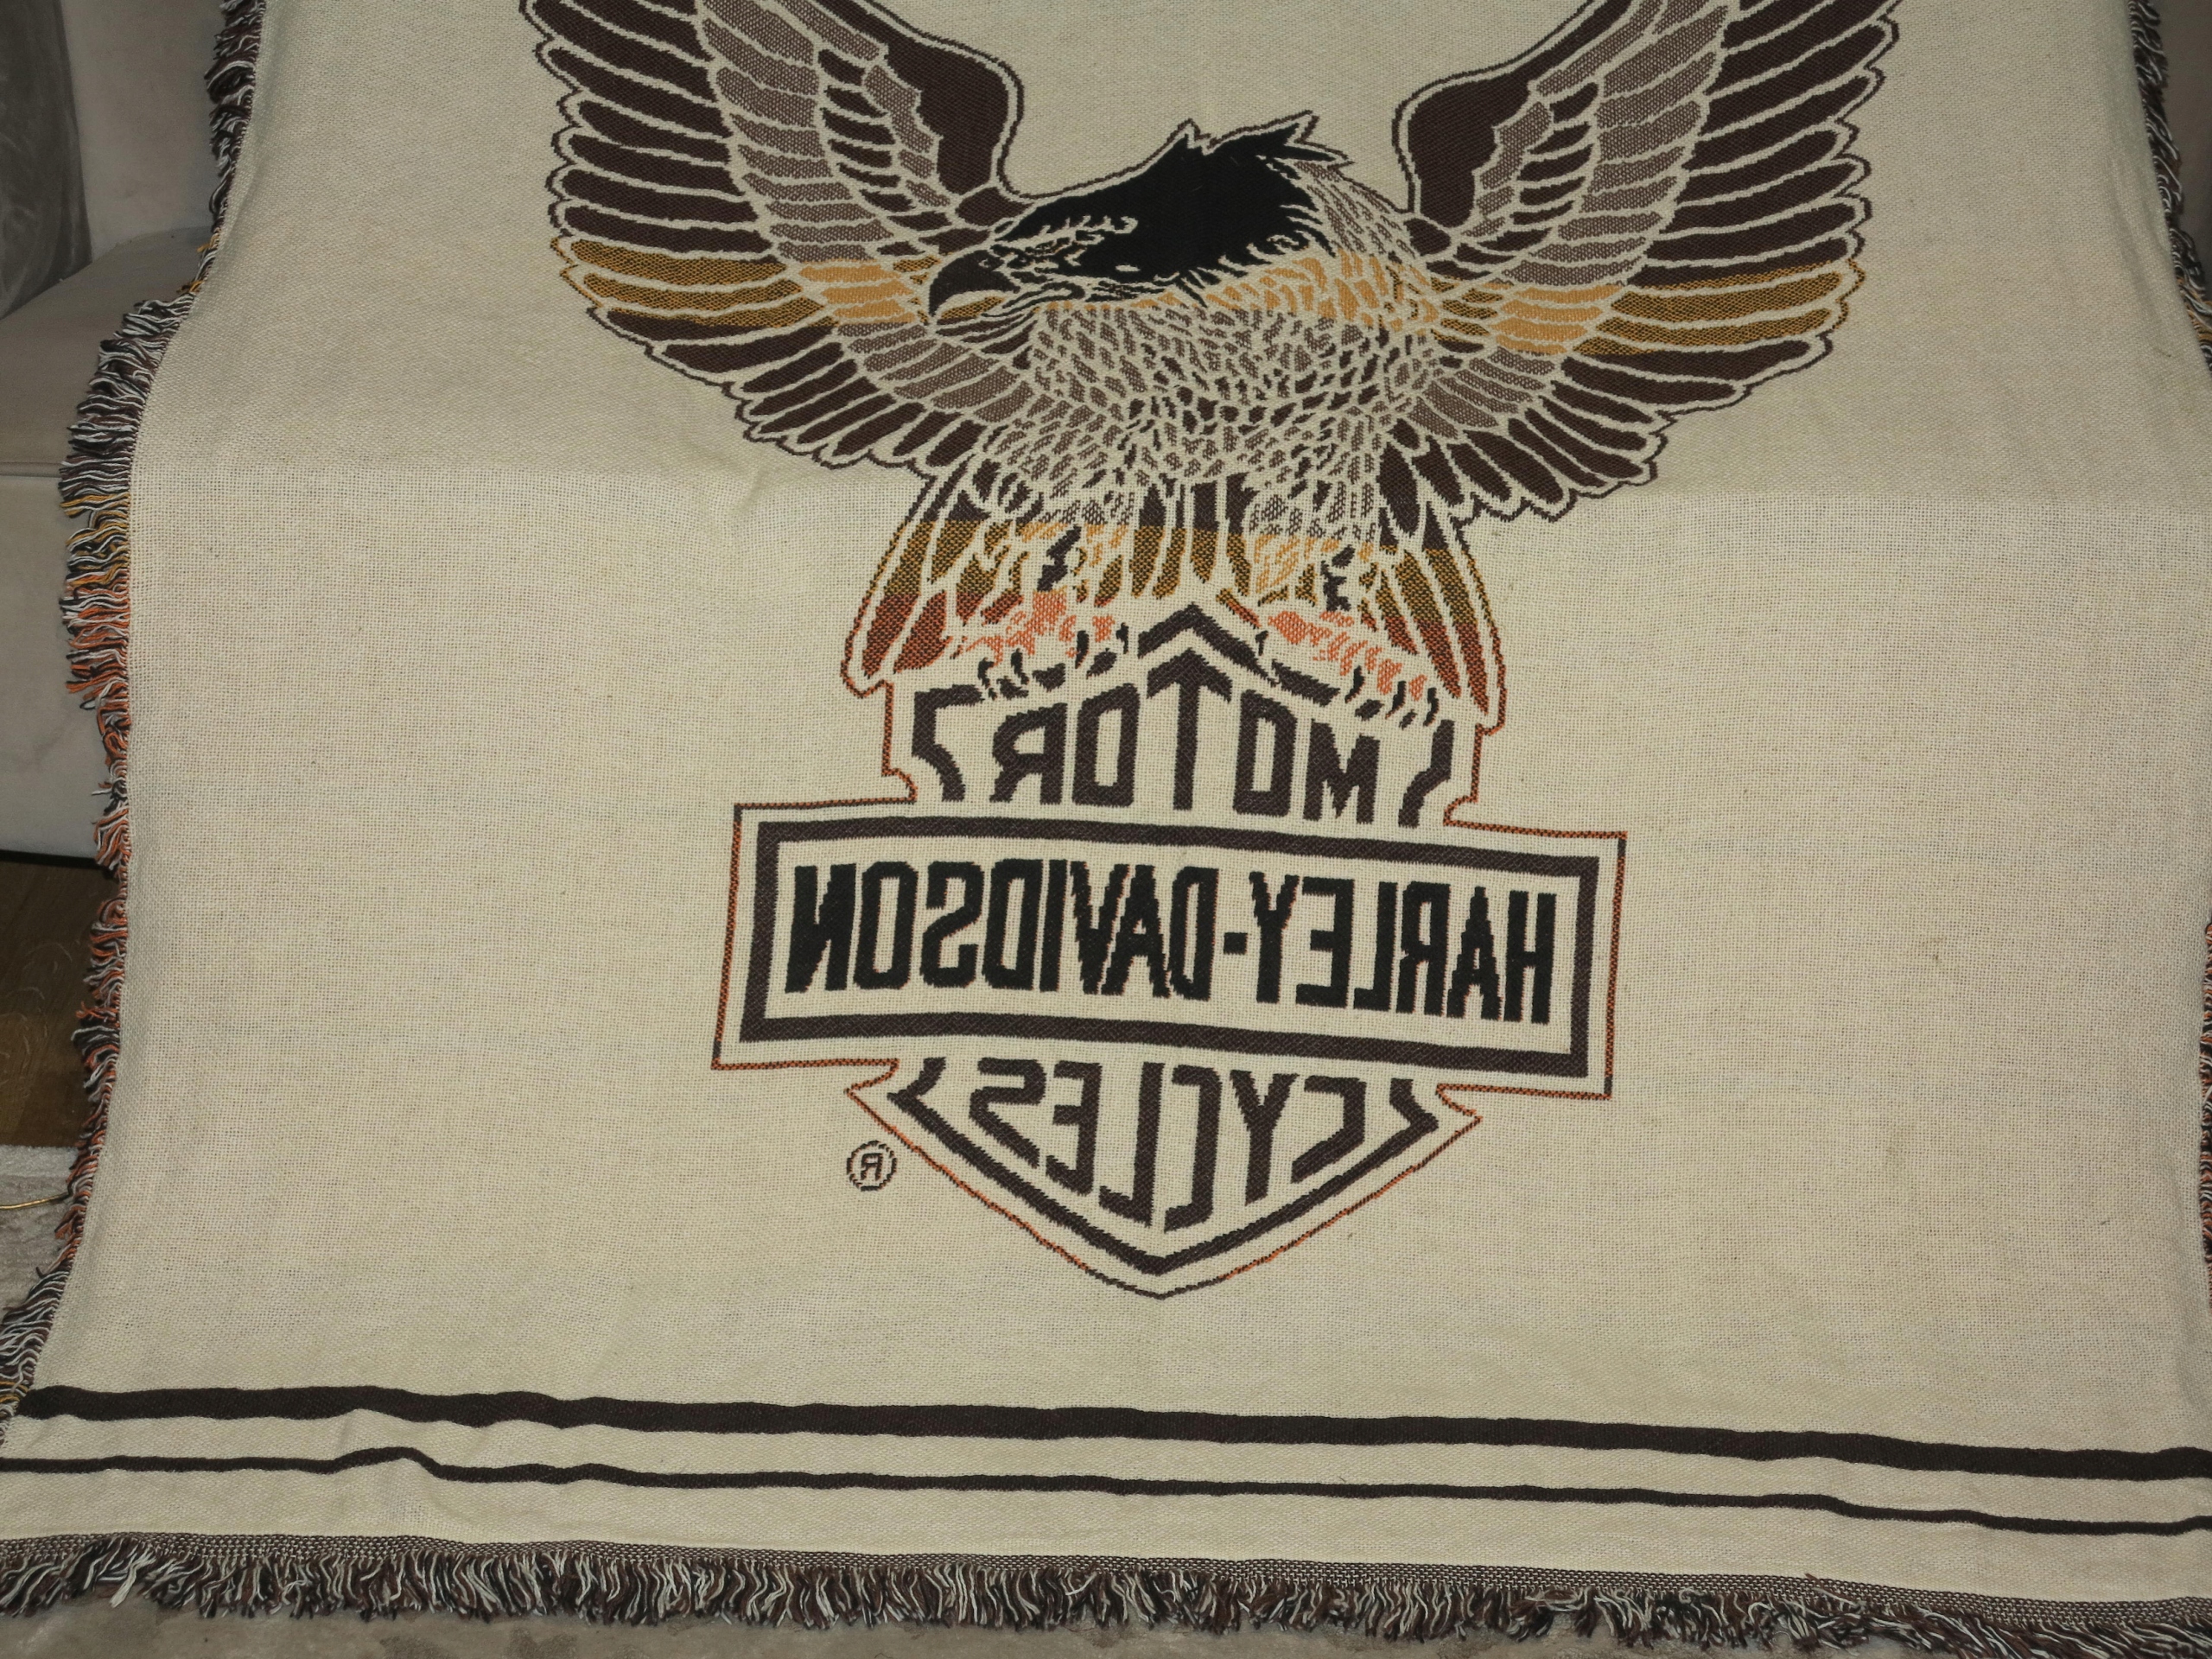 MOTOR
HARLEY-DAVIDSON
CYCLES
®